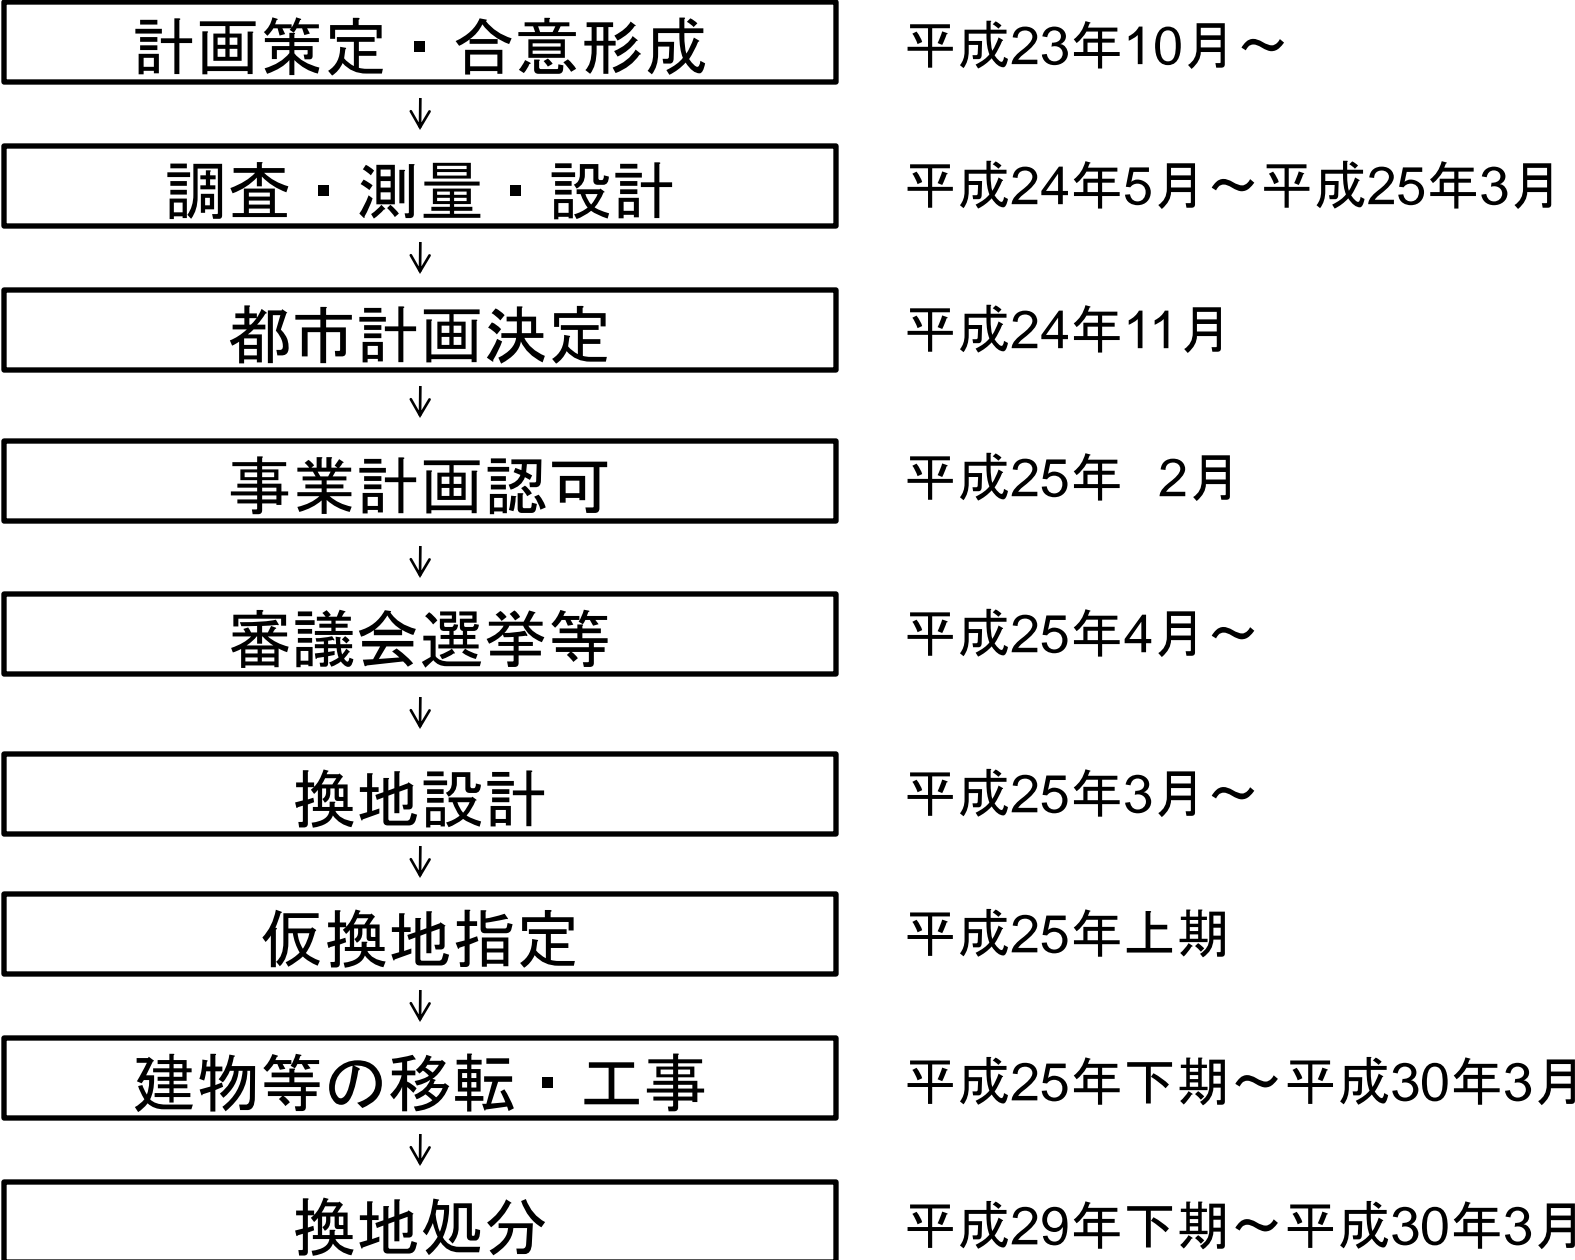 計画策定・合意形成 平成23年10月～
↓
調査・測量・設計 平成24年5月～平成25年3月
↓
都市計画決定 平成24年11月
↓
事業計画認可 平成25年　2月
↓
審議会選挙等 平成25年4月～
↓
換地設計 平成25年3月～
↓
仮換地指定 平成25年上期
↓
建物等の移転・工事 平成25年下期～平成30年3月
↓
換地処分 平成29年下期～平成30年3月